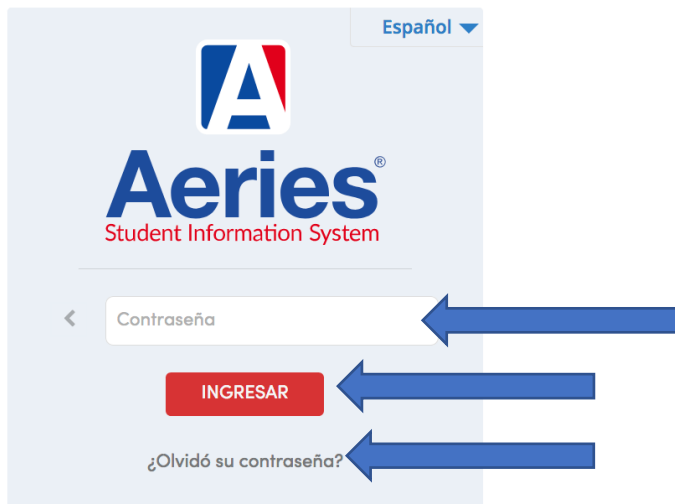 Español
A
Aeries®
Student Information System
Contraseña
INGRESAR
¿Olvidó su contraseña?